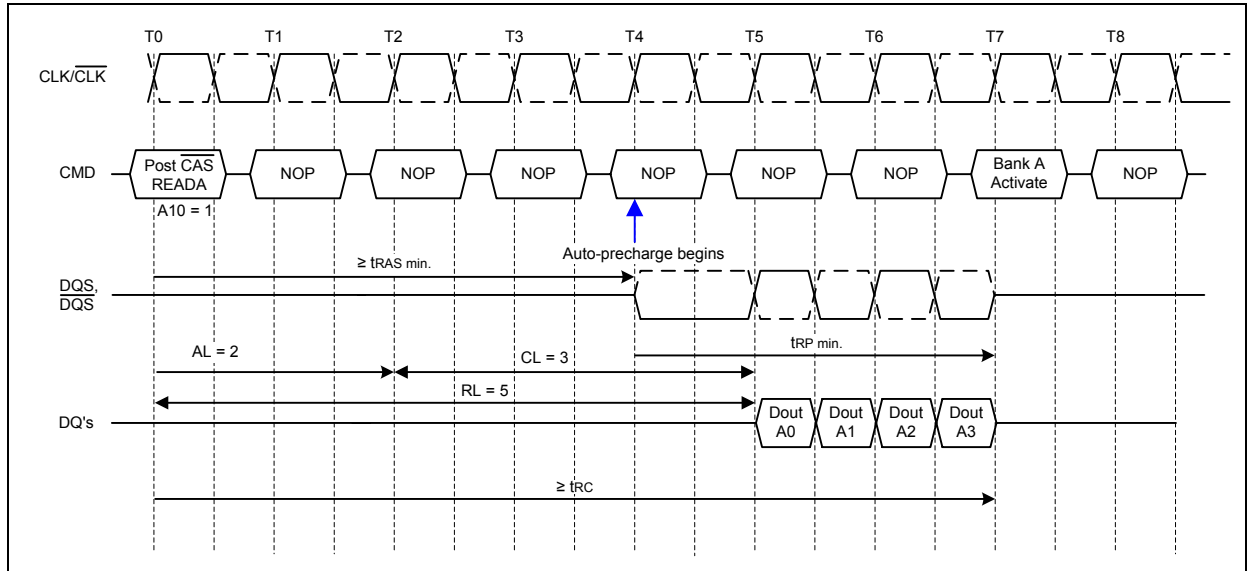 T0 T1 T2 T3 T4 T5 T6 T7 T8
CLK/CLK
CMD
Post CAS
READA
NOP
NOP
NOP
NOP
NOP
NOP
Bank A
Activate
NOP
A10 = 1
Auto-precharge begins
≥ tRAS min.
DQS,
DQS
tRP min.
AL = 2
CL = 3
RL = 5
DQ's
Dout
A0
Dout
A1
Dout
A2
Dout
A3
≥ tRC